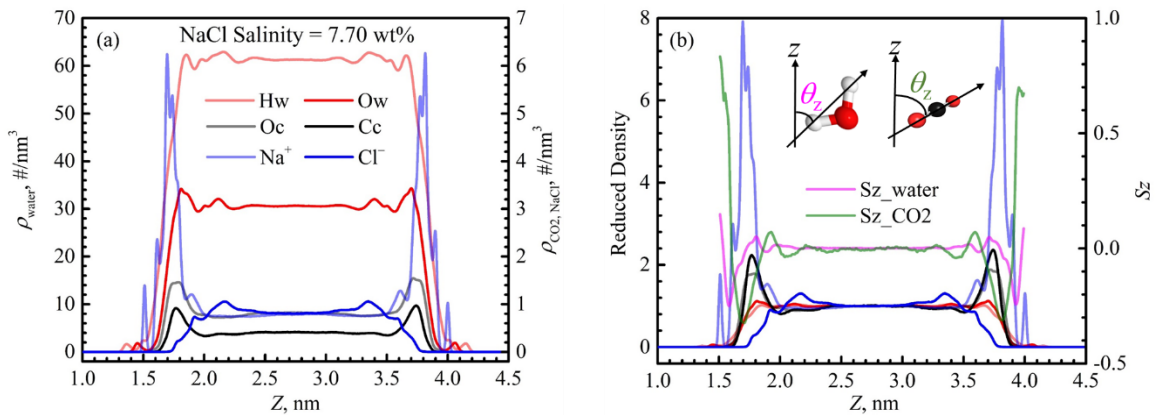 (a) NaCl Salinity = 7.70 wt%
Hw Ow
Oc Cc
Na⁺ Cl⁻
ρwater, #/nm³
70
60
50
40
30
20
10
0
ρCO2, NaCl, #/nm³
7
6
5
4
3
2
1
0
1.0 1.5 2.0 2.5 3.0 3.5 4.0 4.5
Z, nm
(b)
z z
θz θz
Sz_water
Sz_CO2
Reduced Density
8
6
4
2
0
Sz
1.0
0.5
0.0
−0.5
1.0 1.5 2.0 2.5 3.0 3.5 4.0 4.5
Z, nm